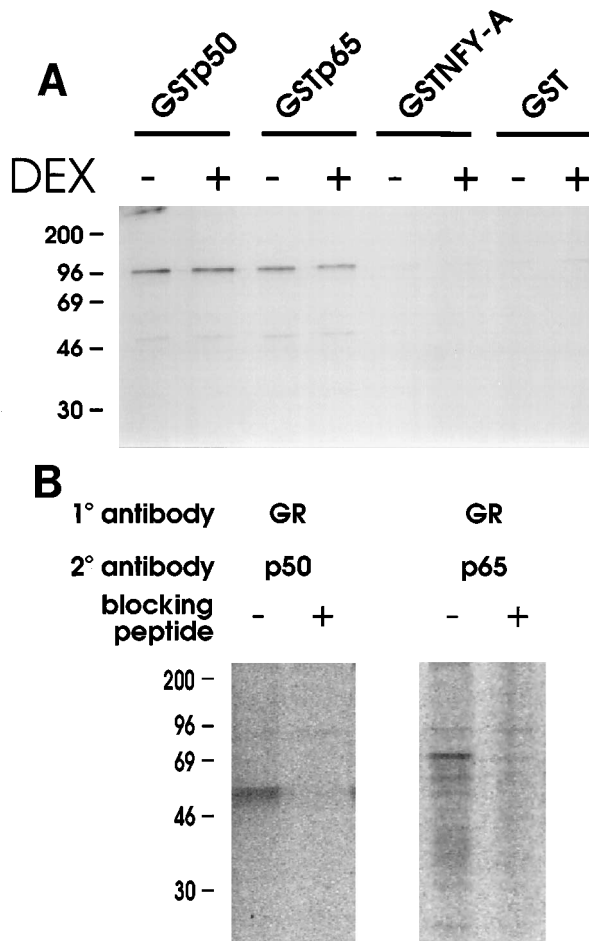 A
GSTp50 GSTp65 GSTNFY-A GST
DEX - + - + - + - +
200 –
96 –
69 –
46 –
30 –
B
1° antibody GR GR
2° antibody p50 p65
blocking peptide - + - +
200 –
96 –
69 –
46 –
30 –